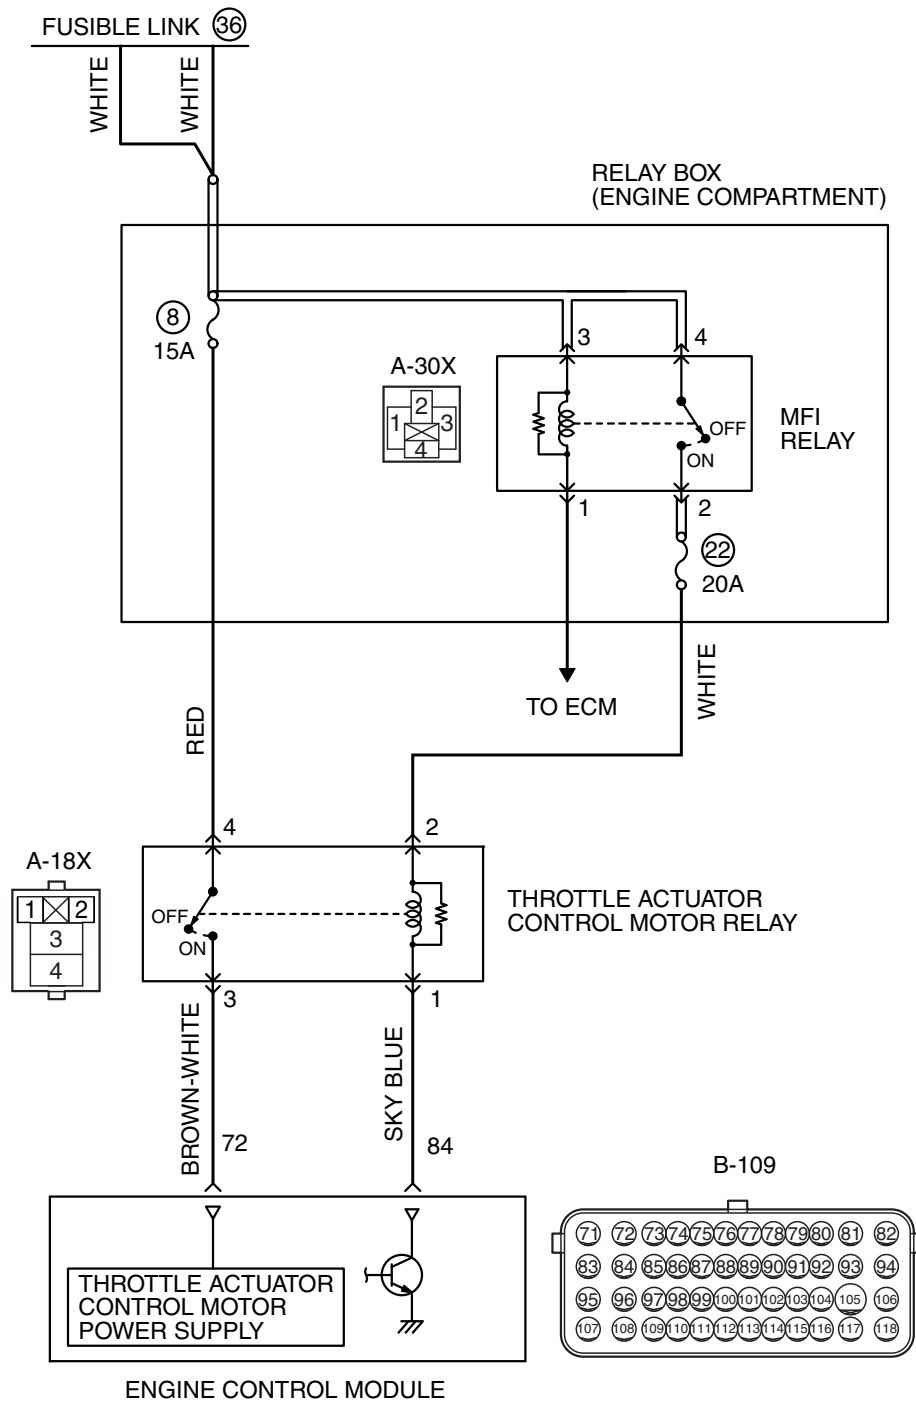 FUSIBLE LINK 36
WHITE
WHITE
RELAY BOX
(ENGINE COMPARTMENT)
8
15A
3
4
A-30X
2
1
3
4
OFF
ON
MFI
RELAY
1
2
22
20A
TO ECM
WHITE
RED
4
2
A-18X
1 2
3
4
OFF
ON
THROTTLE ACTUATOR
CONTROL MOTOR RELAY
3
1
BROWN-WHITE
SKY BLUE
72
84
B-109
71 72 73 74 75 76 77 78 79 80 81 82
83 84 85 86 87 88 89 90 91 92 93 94
95 96 97 98 99 100 101 102 103 104 105 106
107 108 109 110 111 112 113 114 115 116 117 118
THROTTLE ACTUATOR
CONTROL MOTOR
POWER SUPPLY
ENGINE CONTROL MODULE